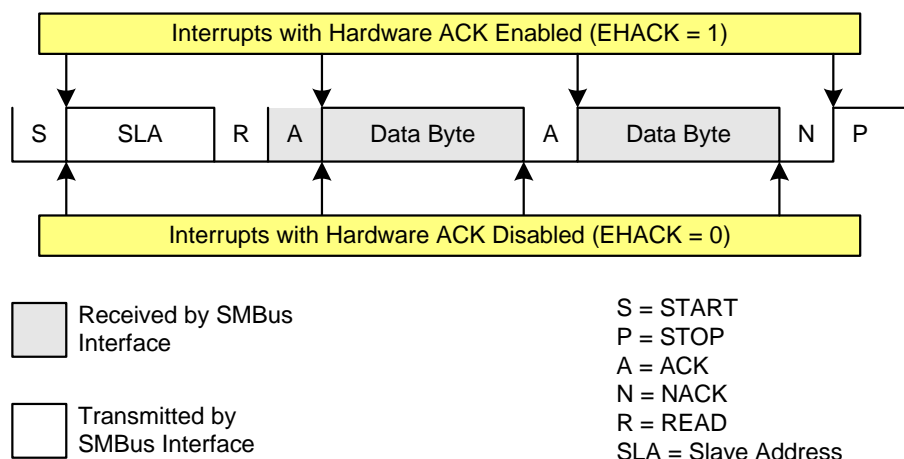 Interrupts with Hardware ACK Enabled (EHACK = 1)
S SLA R A Data Byte A Data Byte N P
Interrupts with Hardware ACK Disabled (EHACK = 0)
Received by SMBus
Interface
Transmitted by
SMBus Interface
S = START
P = STOP
A = ACK
N = NACK
R = READ
SLA = Slave Address